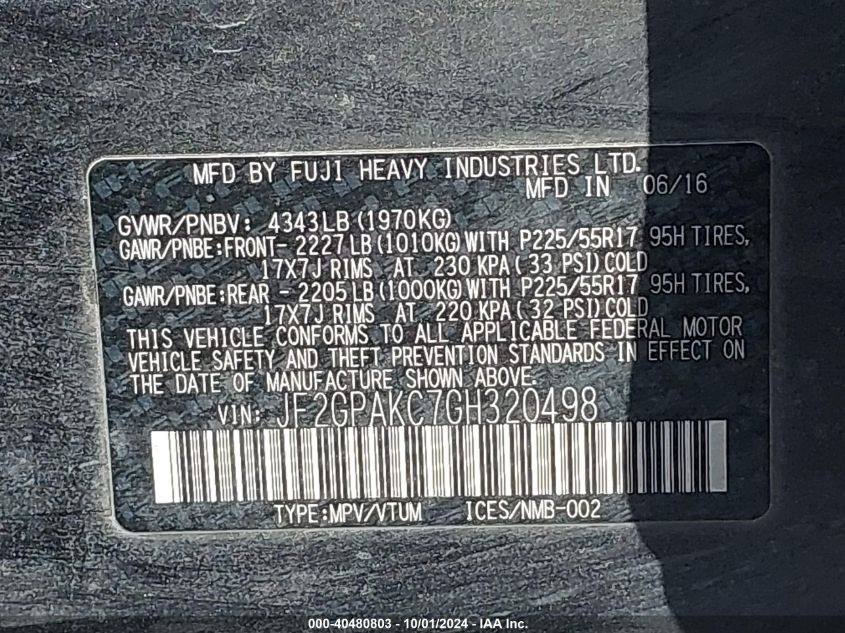 MFD BY FUJI HEAVY INDUSTRIES LTD.
MFD IN 06/16
GVWR/PNBV: 4343LB (1970KG)
GAWR/PNBE:FRONT- 2227 LB (1010KG) WITH P225/55R17 95H TIRES,
17X7J RIMS AT 230 KPA ( 33 PSI) COLD
GAWR/PNBE:REAR - 2205 LB (1000KG) WITH P225/55R17 95H TIRES,
17X7J RIMS AT 220 KPA ( 32 PSI) COLD
THIS VEHICLE CONFORMS TO ALL APPLICABLE FEDERAL MOTOR
VEHICLE SAFETY AND THEFT PREVENTION STANDARDS IN EFFECT ON
THE DATE OF MANUFACTURE SHOWN ABOVE.
VIN: JF2GPAKC7GH320498
TYPE:MPV/VTUM ICES/NMB-002
000-40480803 - 10/01/2024 - IAA Inc.